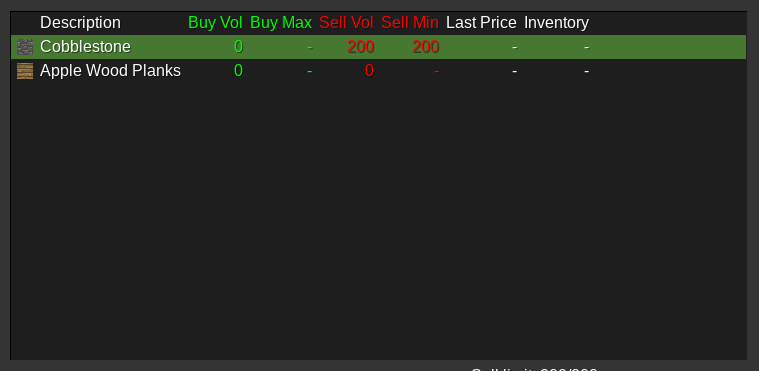 Description Buy Vol Buy Max Sell Vol Sell Min Last Price Inventory
Cobblestone 0 - 200 200 - -
Apple Wood Planks 0 - 0 - - -